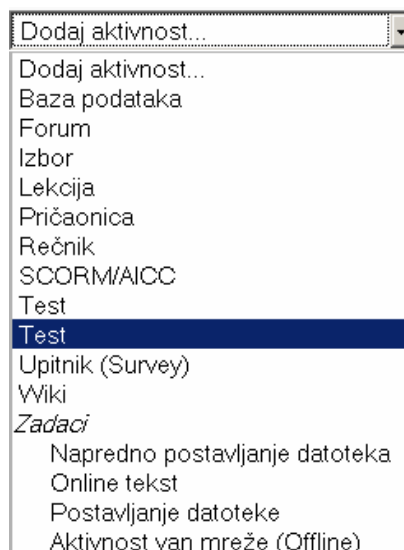 Dodaj aktivnost...
Dodaj aktivnost...
Baza podataka
Forum
Izbor
Lekcija
Pričaonica
Rečnik
SCORM/AICC
Test
Test
Upitnik (Survey)
Wiki
Zadaci
Napredno postavljanje datoteka
Online tekst
Postavljanje datoteke
Aktivnost van mreže (Offline)